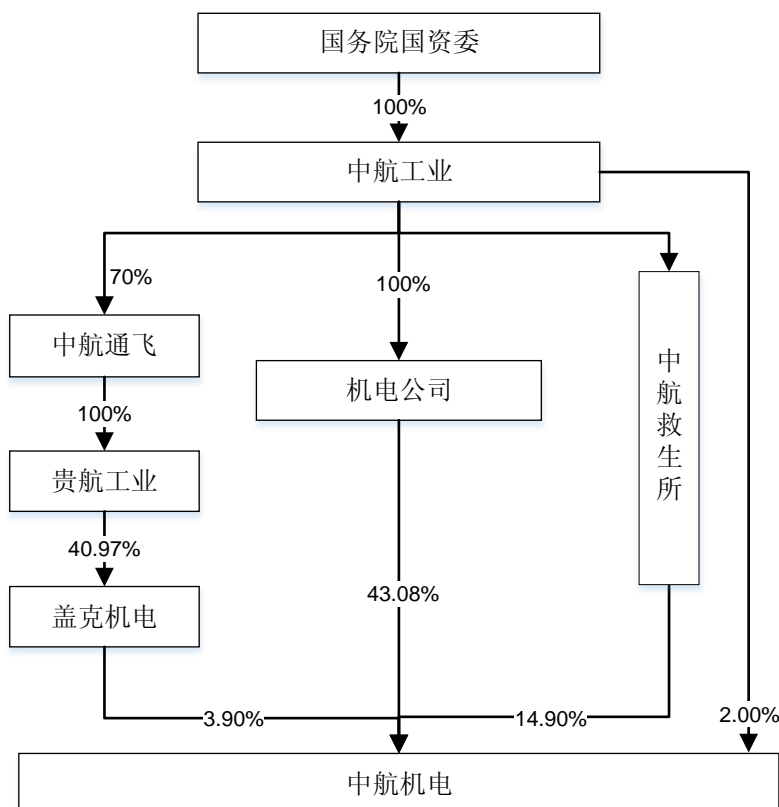 国务院国资委
100%
中航工业
70%
100%
中航通飞
机电公司
中航救生所
100%
贵航工业
40.97%
43.08%
盖克机电
3.90%
14.90%
2.00%
中航机电